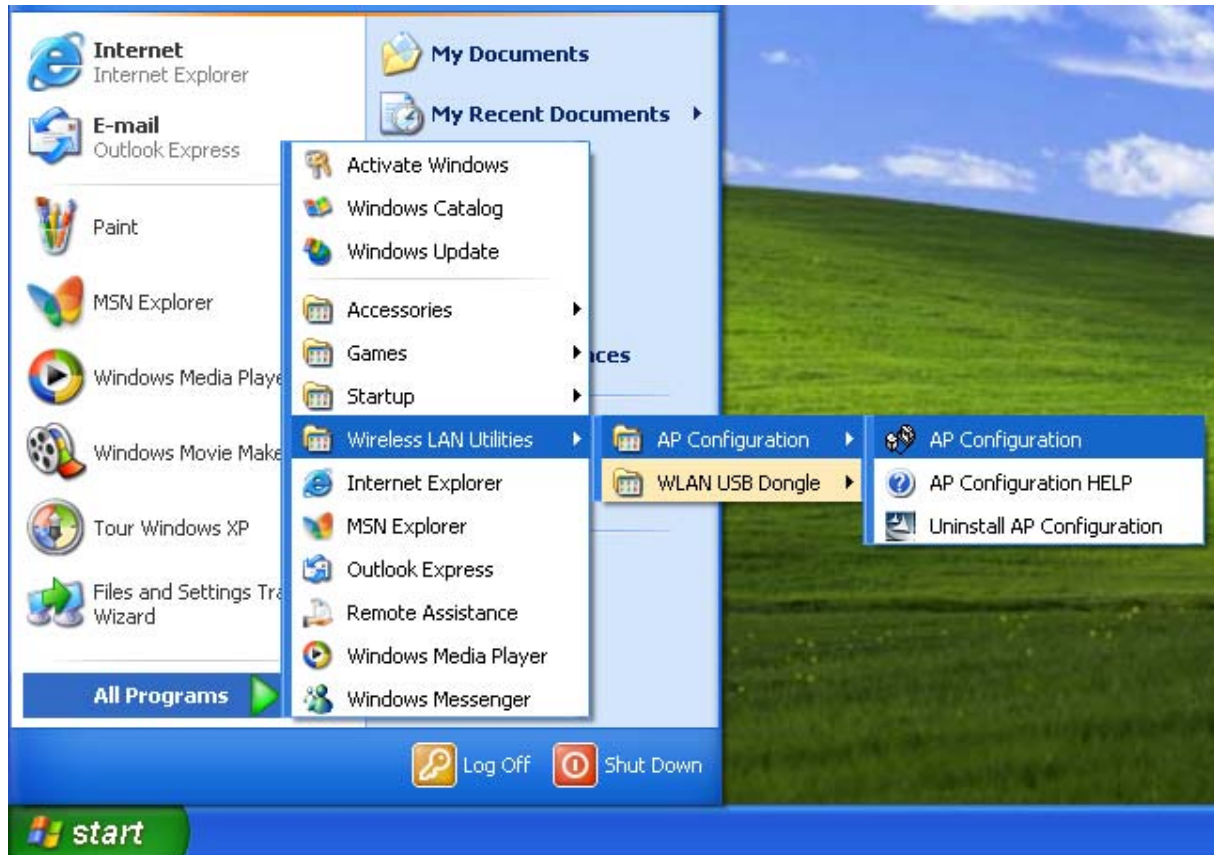 Internet
Internet Explorer
E-mail
Outlook Express
Paint
MSN Explorer
Windows Media Playe
Windows Movie Make
Tour Windows XP
Files and Settings Tra
Wizard
All Programs
My Documents
My Recent Documents
Activate Windows
Windows Catalog
Windows Update
Accessories
Games
Startup
Wireless LAN Utilities
Internet Explorer
MSN Explorer
Outlook Express
Remote Assistance
Windows Media Player
Windows Messenger
AP Configuration
WLAN USB Dongle
AP Configuration
AP Configuration HELP
Uninstall AP Configuration
Log Off
Shut Down
start